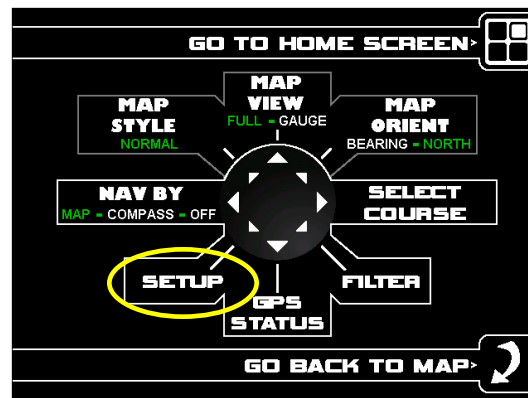 GO TO HOME SCREEN>
MAP
VIEW
FULL - GAUGE
MAP
STYLE
NORMAL
MAP
ORIENT
BEARING - NORTH
NAV BY
MAP - COMPASS - OFF
SELECT
COURSE
SETUP
GPS
STATUS
FILTER
GO BACK TO MAP>